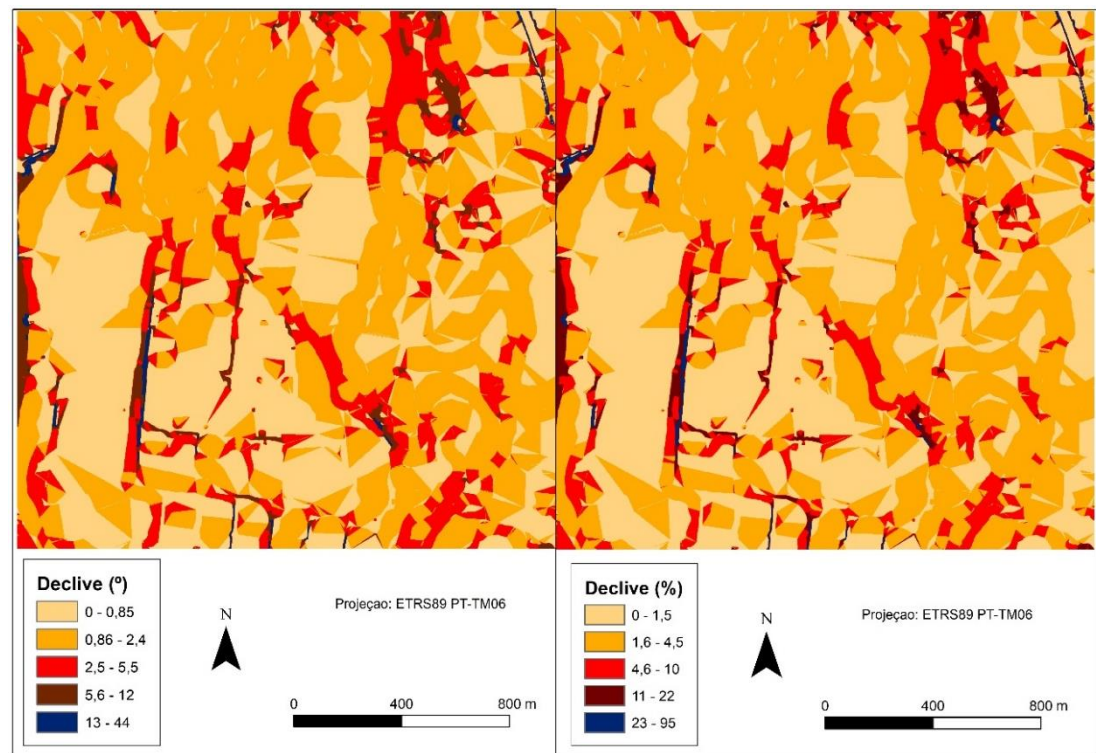 Declive (º)
0 - 0,85
0,86 - 2,4
2,5 - 5,5
5,6 - 12
13 - 44
N
Projeçao: ETRS89 PT-TM06
0 400 800 m
Declive (%)
0 - 1,5
1,6 - 4,5
4,6 - 10
11 - 22
23 - 95
N
Projeçao: ETRS89 PT-TM06
0 400 800 m